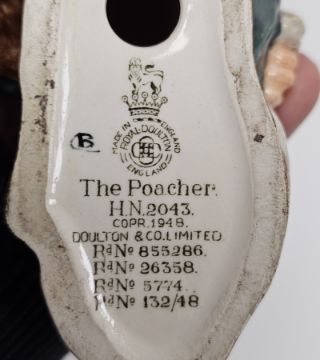 MADE IN ENGLAND
ROYAL DOULTON
ENGLAND
B
The Poacher.
H.N.2043.
COPR.1948.
DOULTON & CO.LIMITED.
Rd No 855286.
Rd No 26358.
Rd No 5774.
Rd No 132/48